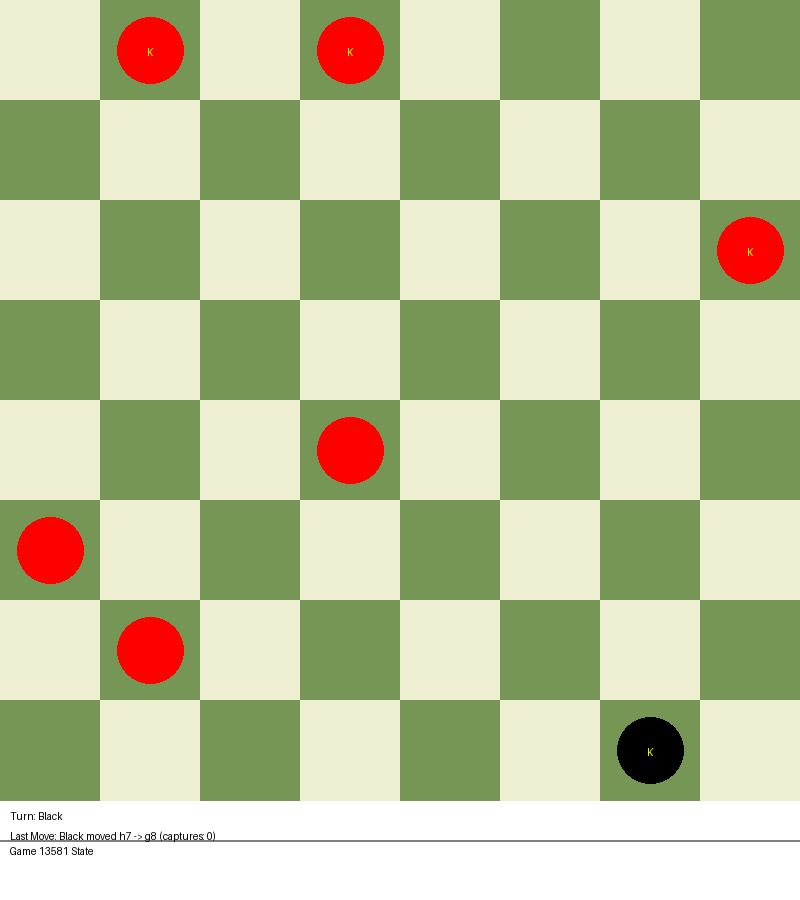 K K
K
K
Turn: Black
Last Move: Black moved h7 -> g8 (captures: 0)
Game 13581 State